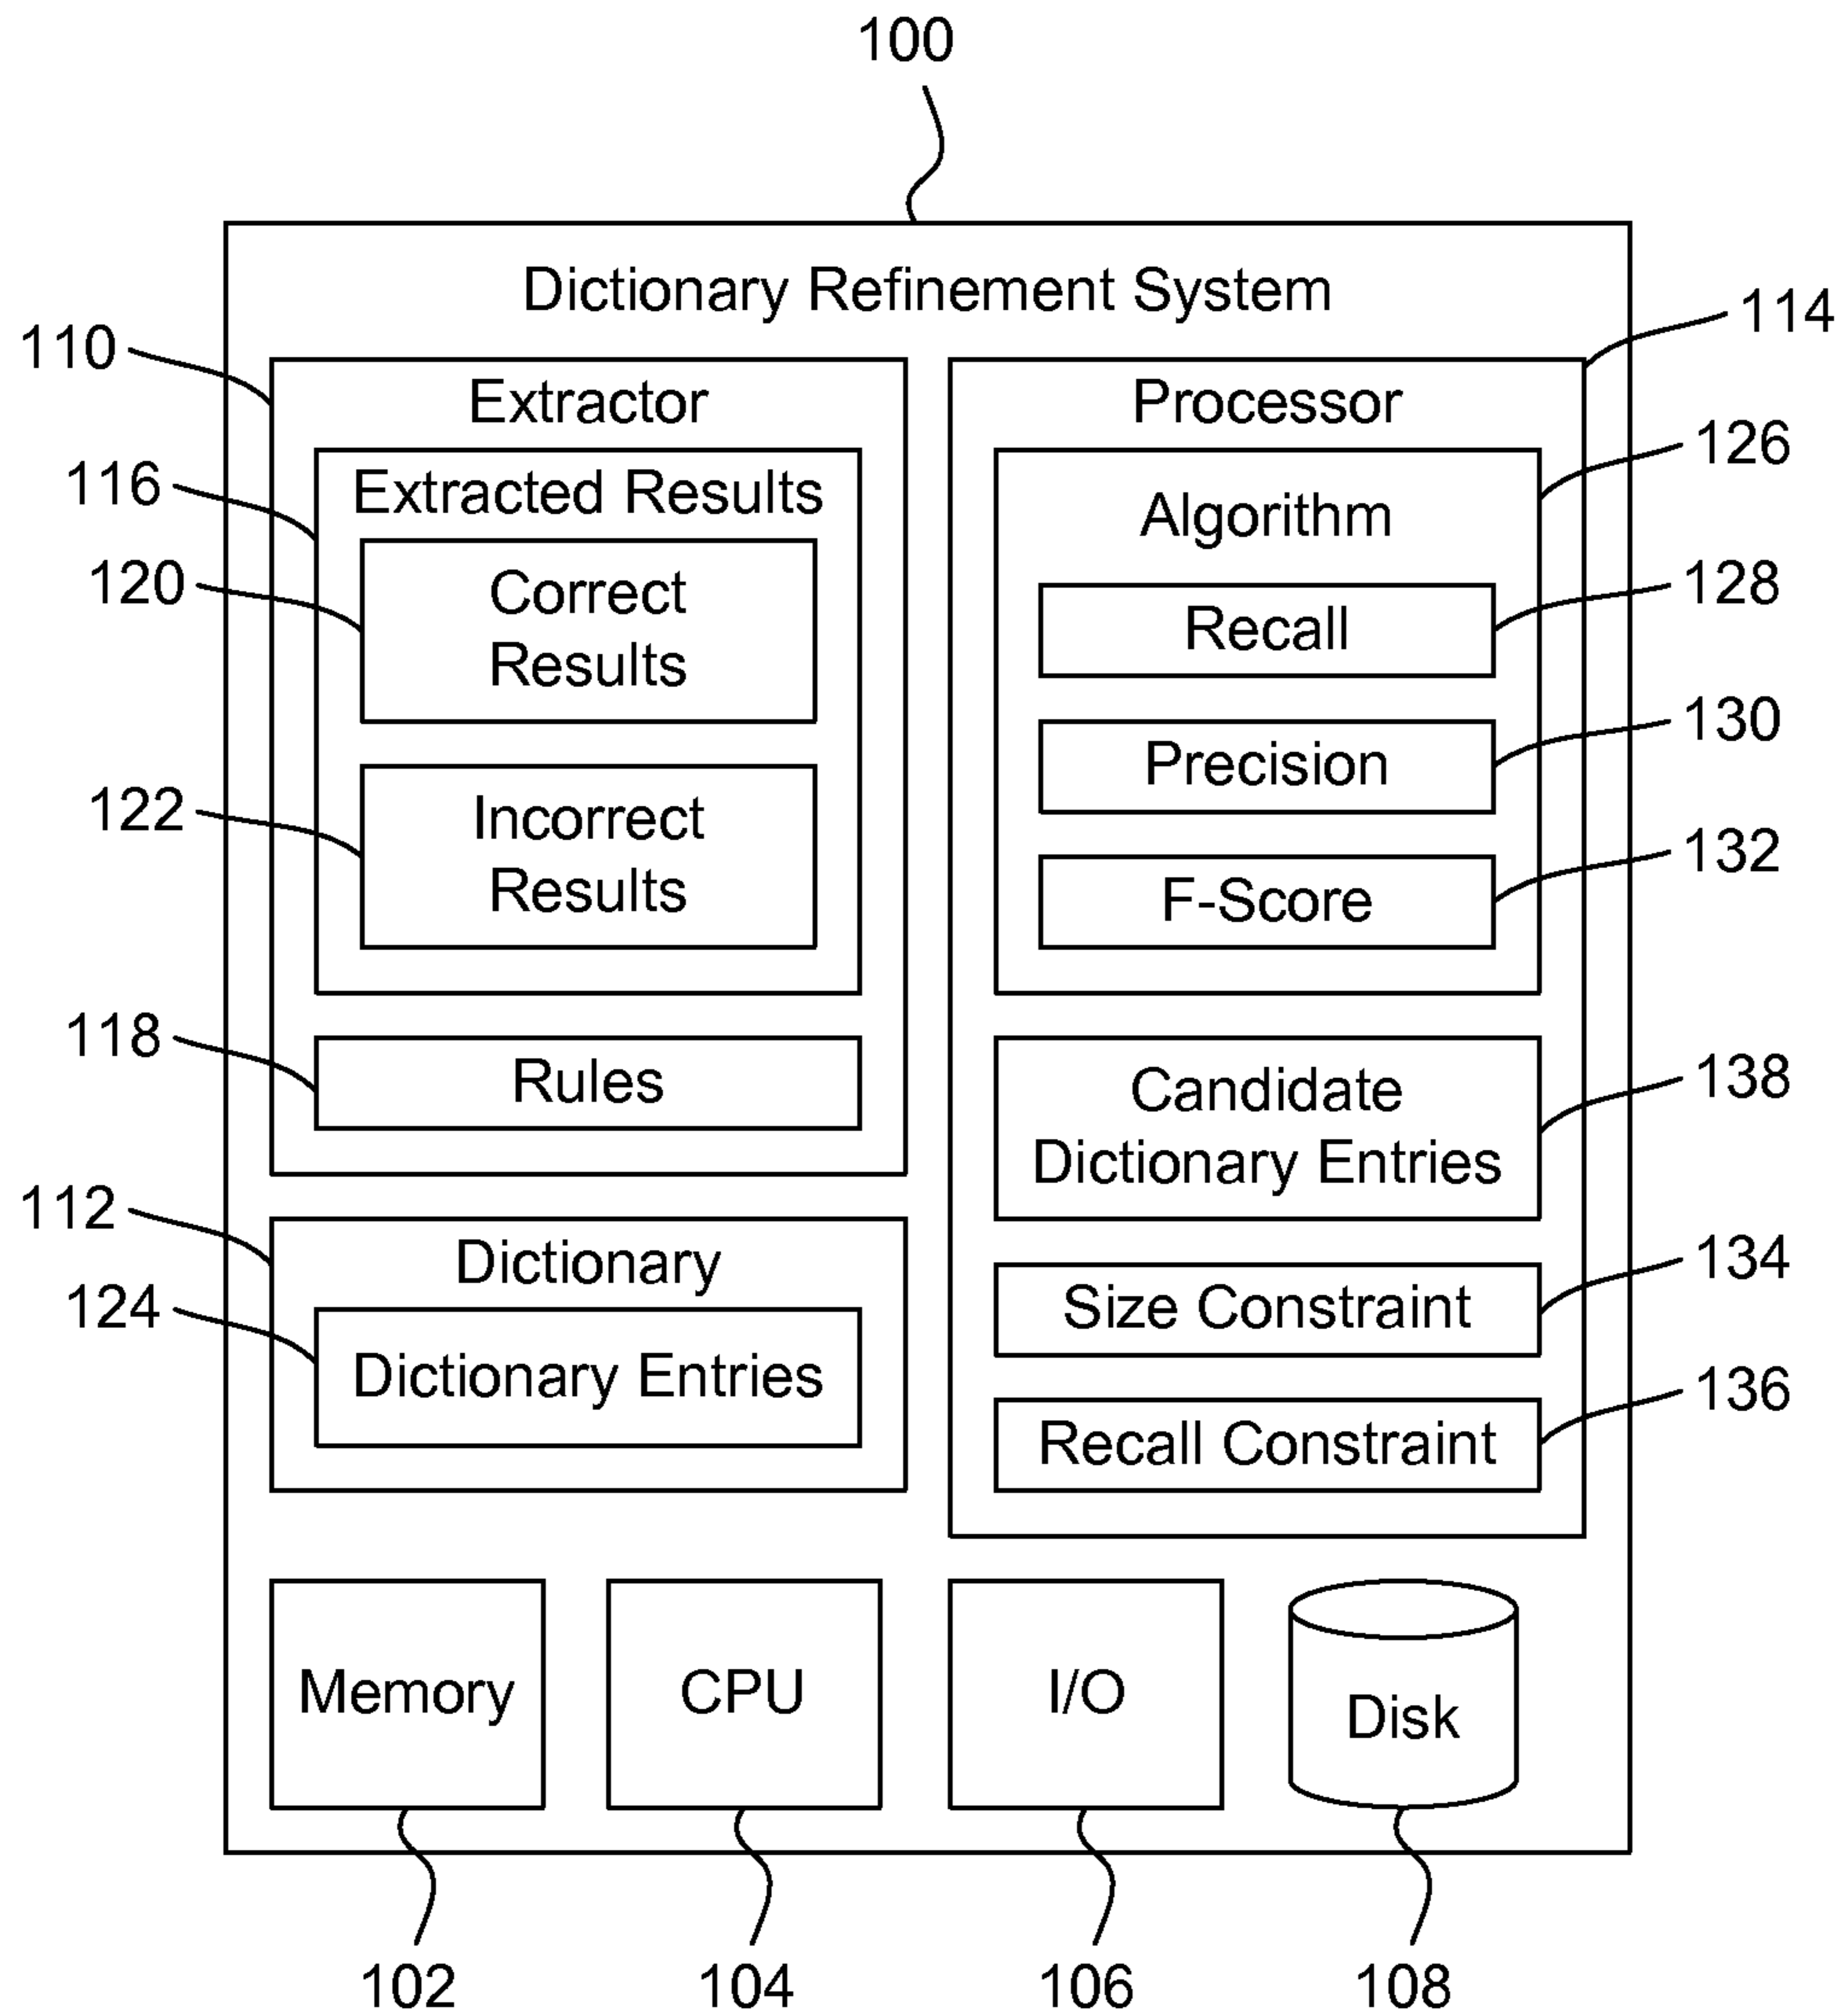 100
Dictionary Refinement System
114
110
Extractor
Processor
116
Extracted Results
126
Algorithm
120
Correct
Results
128
Recall
130
Precision
122
Incorrect
Results
132
F-Score
118
Rules
138
Candidate
Dictionary Entries
112
Dictionary
134
Size Constraint
124
Dictionary Entries
136
Recall Constraint
Memory
CPU
I/O
Disk
102
104
106
108